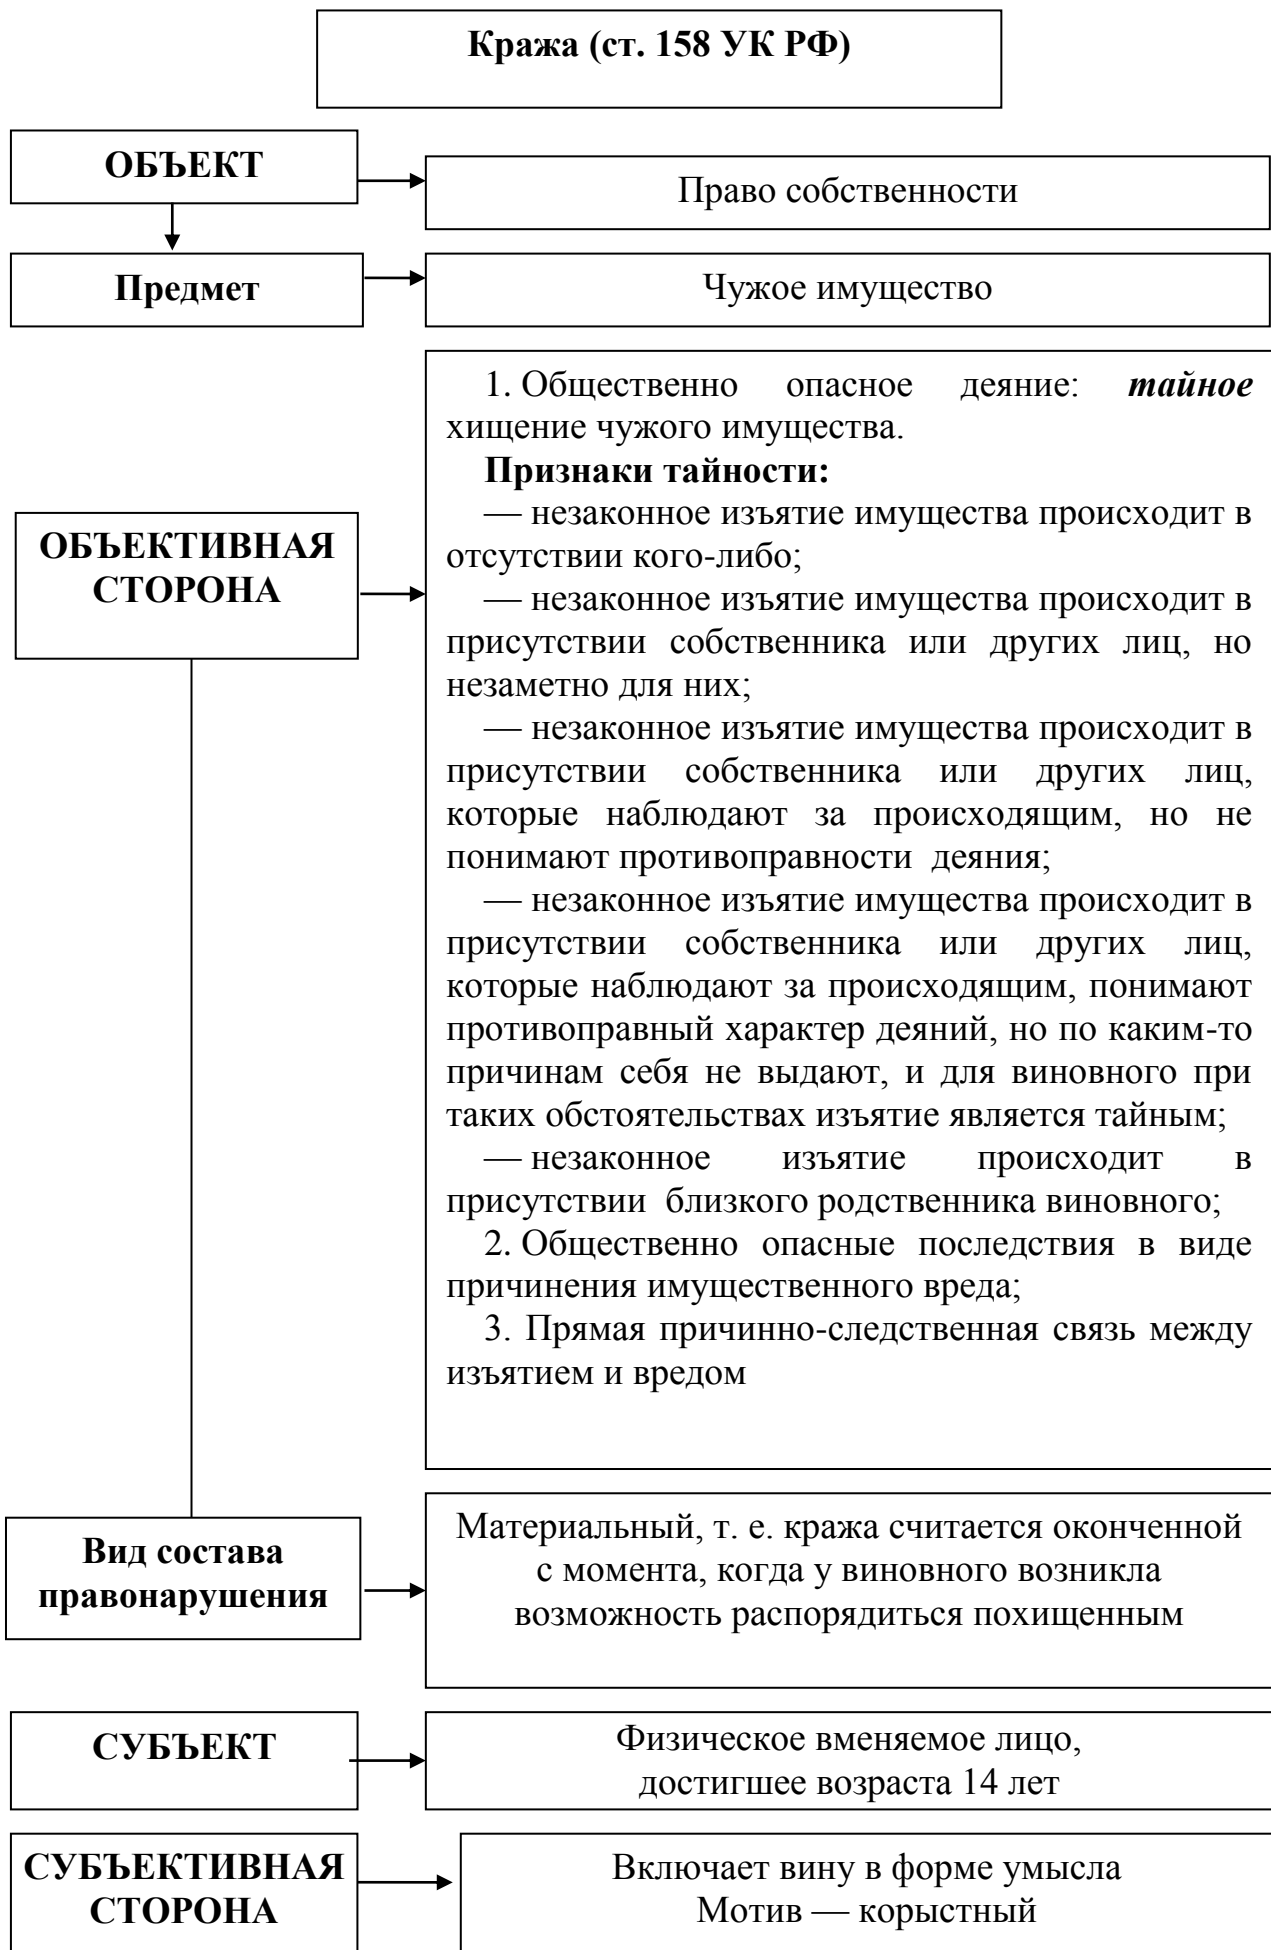 Кража (ст. 158 УК РФ)
ОБЪЕКТ
Право собственности
Предмет
Чужое имущество
ОБЪЕКТИВНАЯ
СТОРОНА
1. Общественно опасное деяние: тайное
хищение чужого имущества.
Признаки тайности:
— незаконное изъятие имущества происходит в
отсутствии кого-либо;
— незаконное изъятие имущества происходит в
присутствии собственника или других лиц, но
незаметно для них;
— незаконное изъятие имущества происходит в
присутствии собственника или других лиц,
которые наблюдают за происходящим, но не
понимают противоправности деяния;
— незаконное изъятие имущества происходит в
присутствии собственника или других лиц,
которые наблюдают за происходящим, понимают
противоправный характер деяний, но по каким-то
причинам себя не выдают, и для виновного при
таких обстоятельствах изъятие является тайным;
— незаконное изъятие происходит в
присутствии близкого родственника виновного;
2. Общественно опасные последствия в виде
причинения имущественного вреда;
3. Прямая причинно-следственная связь между
изъятием и вредом
Вид состава
правонарушения
Материальный, т. е. кража считается оконченной
с момента, когда у виновного возникла
возможность распорядиться похищенным
СУБЪЕКТ
Физическое вменяемое лицо,
достигшее возраста 14 лет
СУБЪЕКТИВНАЯ
СТОРОНА
Включает вину в форме умысла
Мотив — корыстный